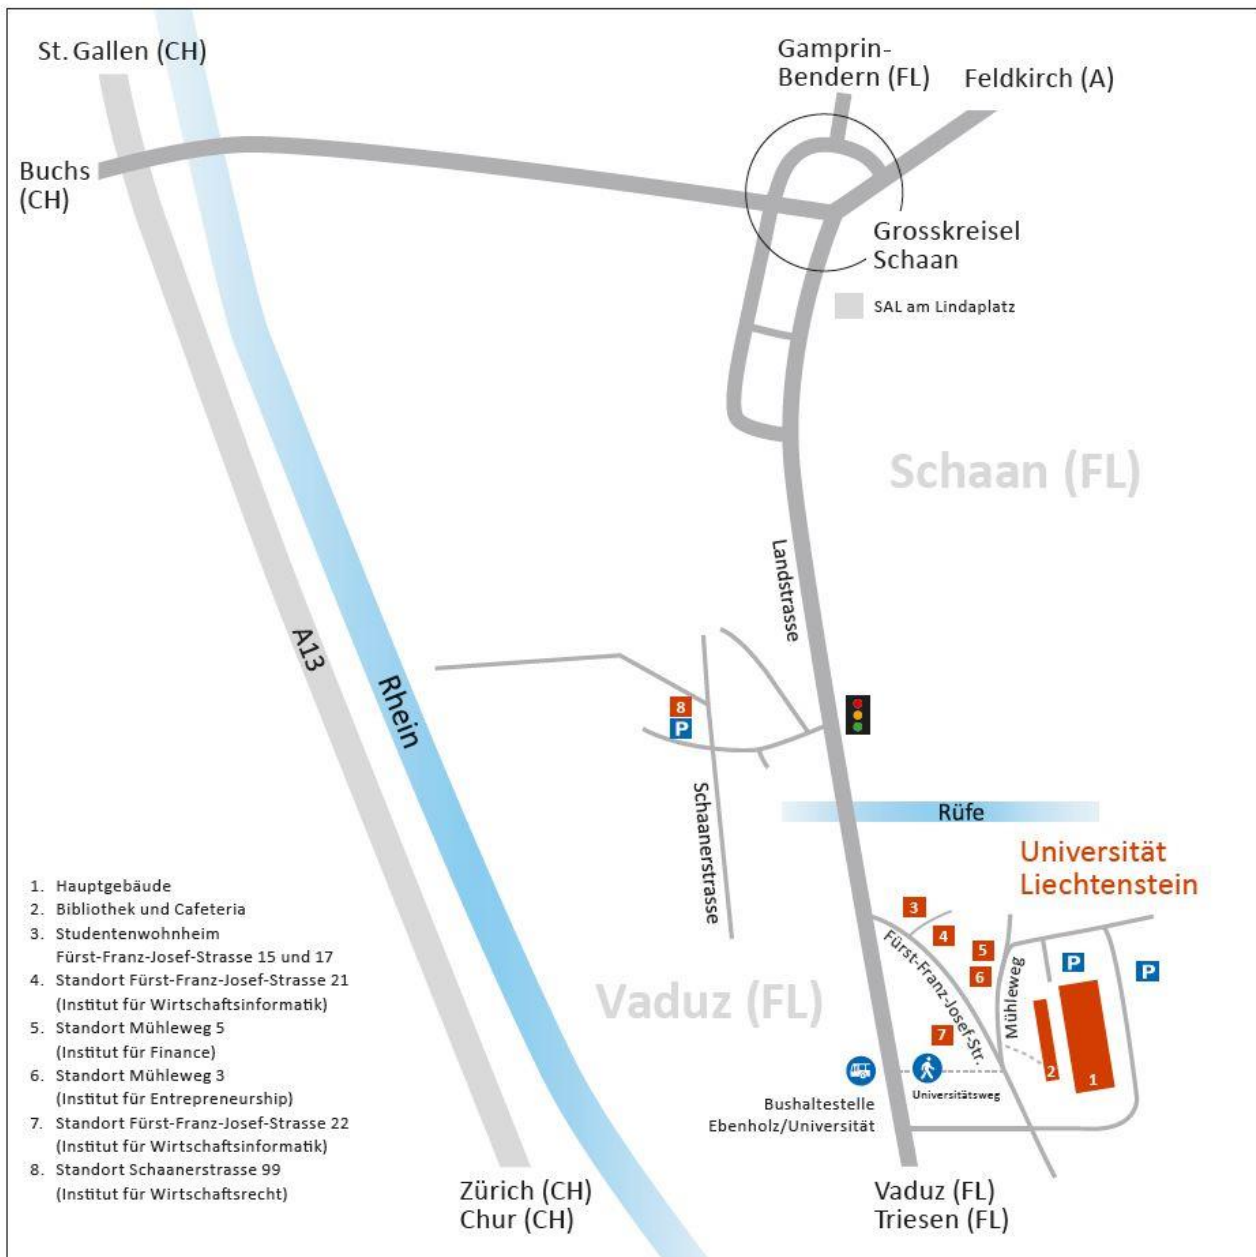 St. Gallen (CH)
Gamprin-
Bendern (FL)
Feldkirch (A)
Buchs
(CH)
Grosskreisel
Schaan
SAL am Lindaplatz
Schaan (FL)
Landstrasse
A13
Rhein
8
P
Schaanerstrasse
Rüfe
Universität
Liechtenstein
1. Hauptgebäude
2. Bibliothek und Cafeteria
3. Studentenwohnheim
Fürst-Franz-Josef-Strasse 15 und 17
4. Standort Fürst-Franz-Josef-Strasse 21
(Institut für Wirtschaftsinformatik)
5. Standort Mühleweg 5
(Institut für Finance)
6. Standort Mühleweg 3
(Institut für Entrepreneurship)
7. Standort Fürst-Franz-Josef-Strasse 22
(Institut für Wirtschaftsinformatik)
8. Standort Schaanerstrasse 99
(Institut für Wirtschaftsrecht)
Vaduz (FL)
3
4
5
6
P
P
Fürst-Franz-Josef-Str.
Mühleweg
7
2
1
Universitätsweg
Bushaltestelle
Ebenholz/Universität
Zürich (CH)
Chur (CH)
Vaduz (FL)
Triesen (FL)